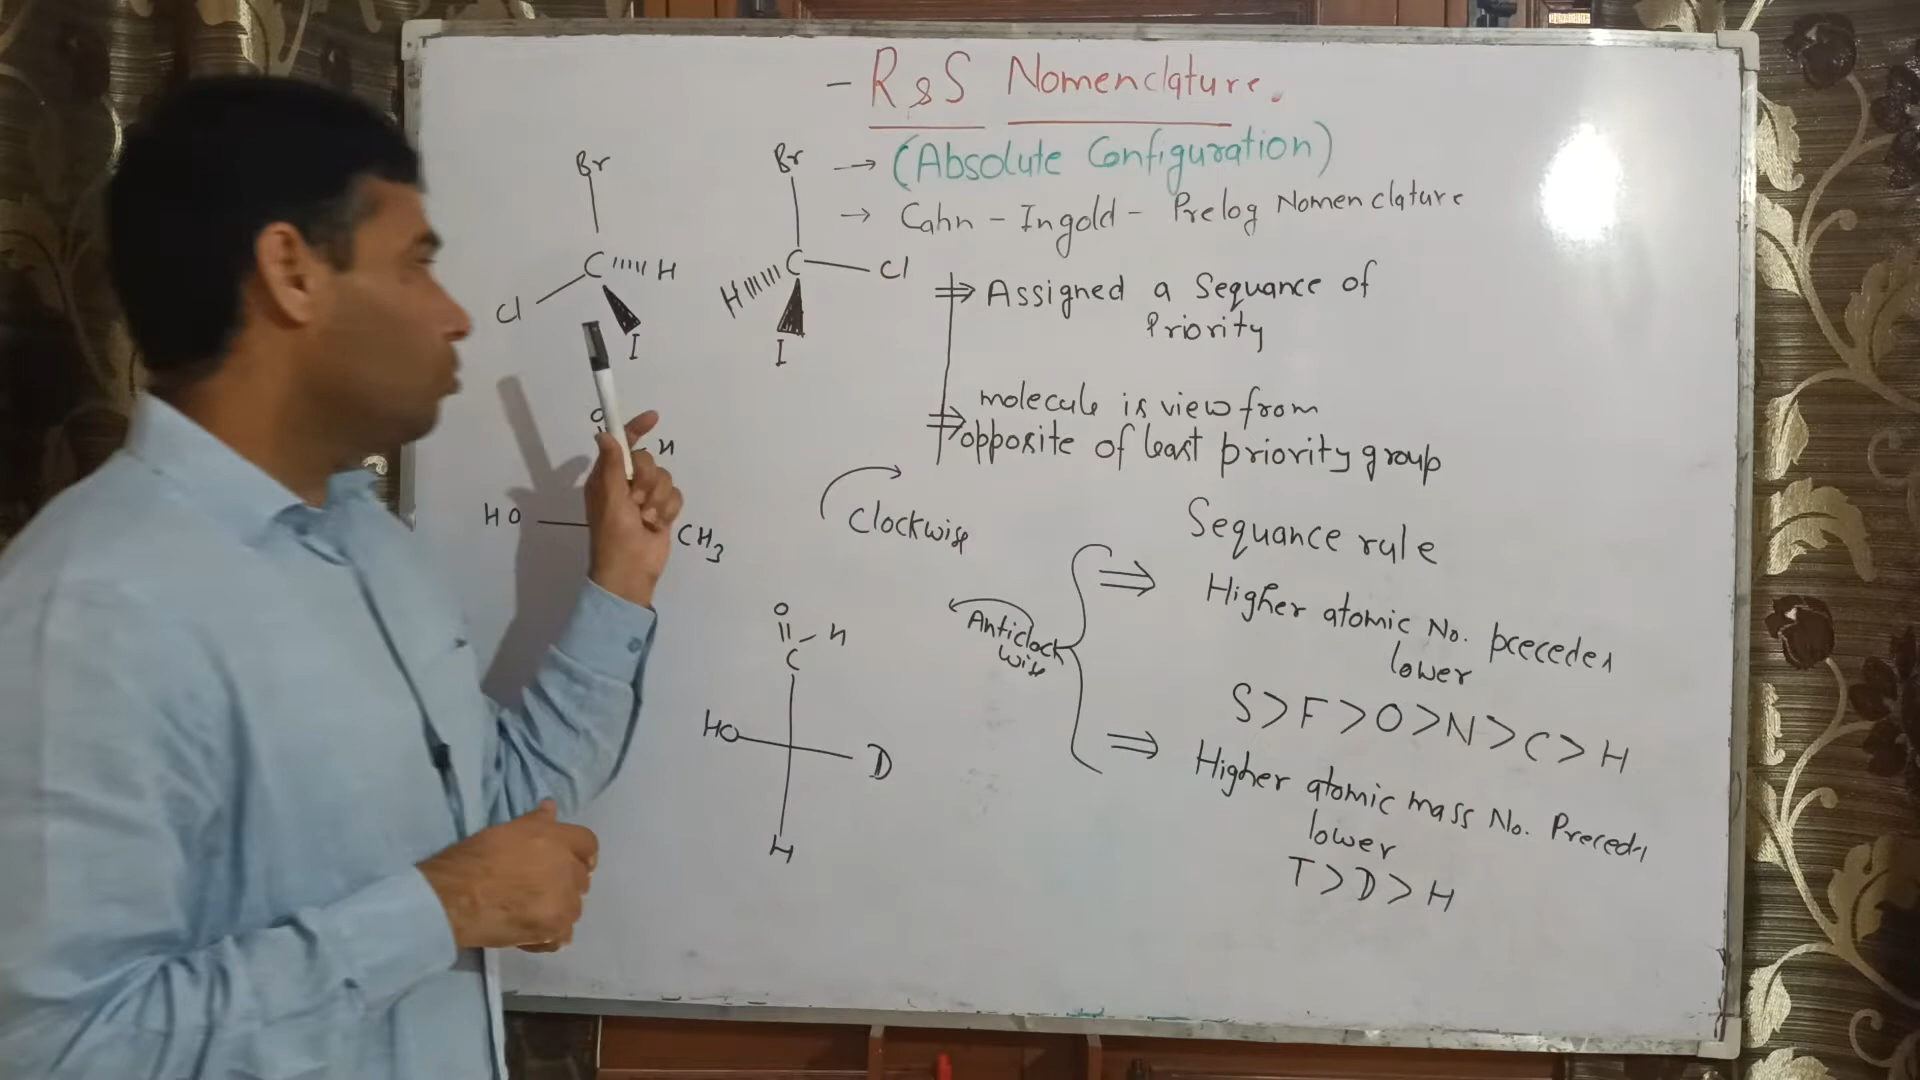 - R & S Nomenclature.
→ (Absolute Configuration)
→ Cahn - Ingold - Prelog Nomenclature
⇒ Assigned a Sequance of
Priority
⇒ molecule is view from
opposite of least priority group
Br
C H
Cl
I
Br
H C Cl
I
O
H
HO CH3
Clockwise
O
H
C
HO D
H
Anticlock
wise
Sequance rule
⇒ Higher atomic No. precedes
lower
S > F > O > N > C > H
⇒ Higher atomic mass No. Precedes
lower
T > D > H